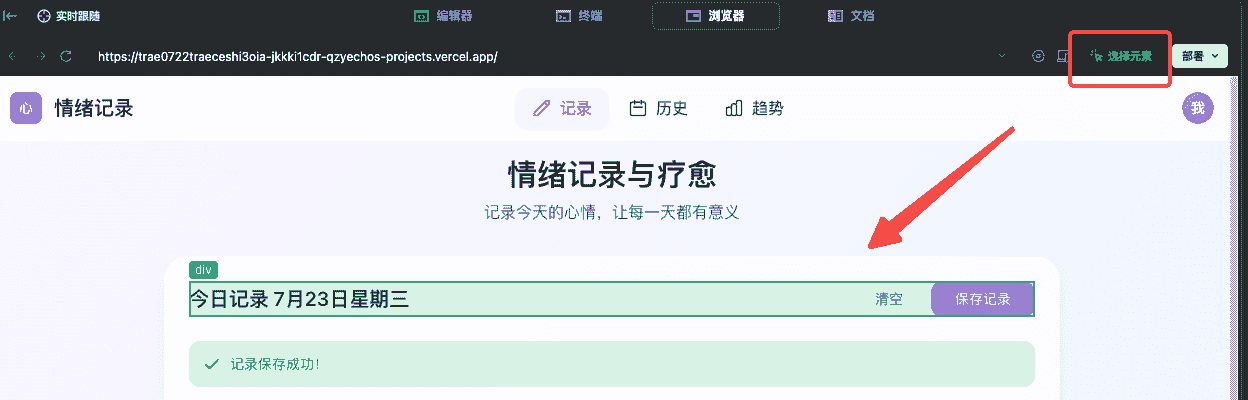 实时跟随 编辑器 终端 浏览器 文档
https://trae0722traeceshi3oia-jkkki1cdr-qzyechos-projects.vercel.app/ 选择元素 部署
心 情绪记录 记录 历史 趋势 我
情绪记录与疗愈
记录今天的心情，让每一天都有意义
div
今日记录 7月23日星期三 清空 保存记录
记录保存成功！